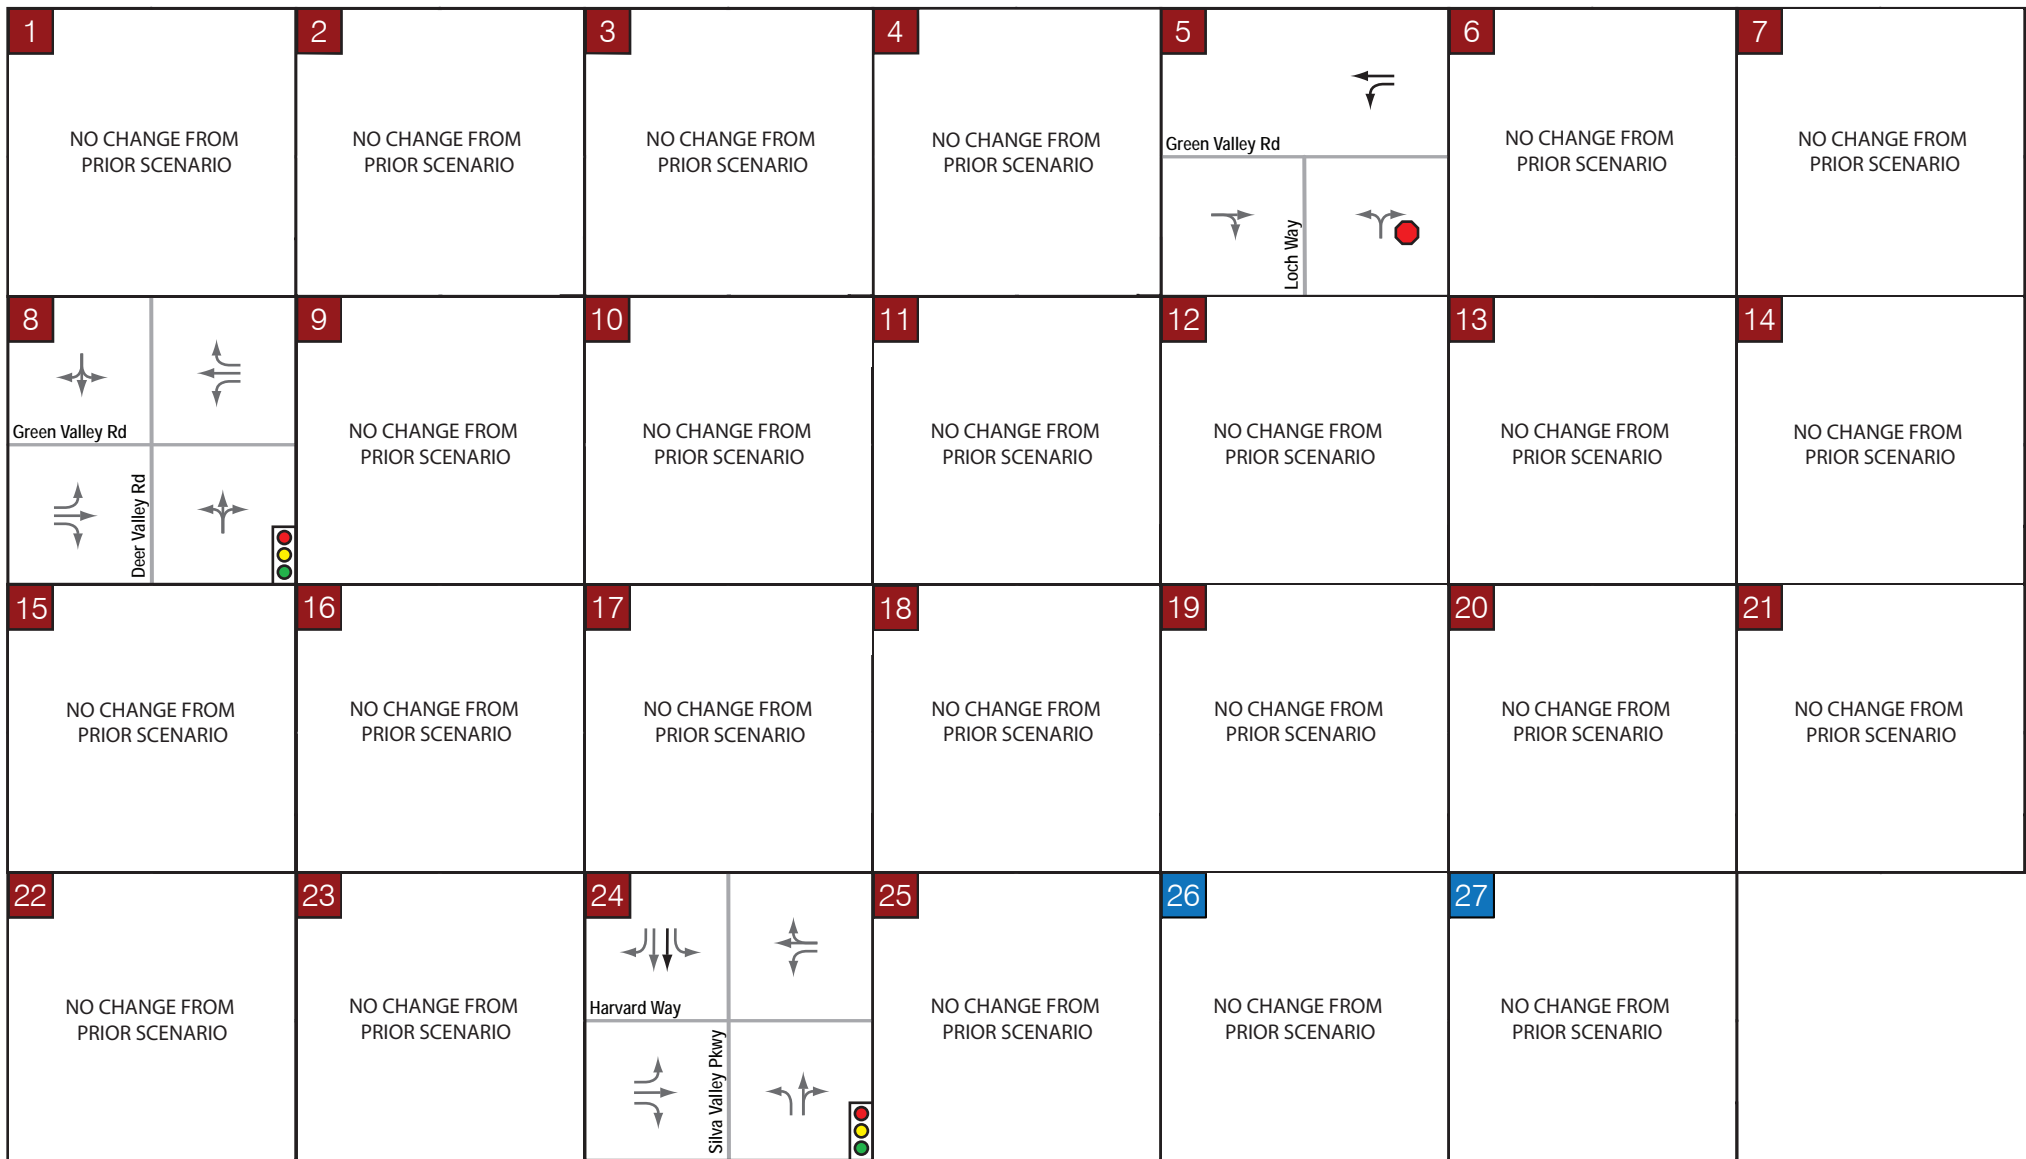 1
NO CHANGE FROM
PRIOR SCENARIO
2
NO CHANGE FROM
PRIOR SCENARIO
3
NO CHANGE FROM
PRIOR SCENARIO
4
NO CHANGE FROM
PRIOR SCENARIO
5
Green Valley Rd
Loch Way
6
NO CHANGE FROM
PRIOR SCENARIO
7
NO CHANGE FROM
PRIOR SCENARIO
8
Green Valley Rd
Deer Valley Rd
9
NO CHANGE FROM
PRIOR SCENARIO
10
NO CHANGE FROM
PRIOR SCENARIO
11
NO CHANGE FROM
PRIOR SCENARIO
12
NO CHANGE FROM
PRIOR SCENARIO
13
NO CHANGE FROM
PRIOR SCENARIO
14
NO CHANGE FROM
PRIOR SCENARIO
15
NO CHANGE FROM
PRIOR SCENARIO
16
NO CHANGE FROM
PRIOR SCENARIO
17
NO CHANGE FROM
PRIOR SCENARIO
18
NO CHANGE FROM
PRIOR SCENARIO
19
NO CHANGE FROM
PRIOR SCENARIO
20
NO CHANGE FROM
PRIOR SCENARIO
21
NO CHANGE FROM
PRIOR SCENARIO
22
NO CHANGE FROM
PRIOR SCENARIO
23
NO CHANGE FROM
PRIOR SCENARIO
24
Harvard Way
Silva Valley Pkwy
25
NO CHANGE FROM
PRIOR SCENARIO
26
NO CHANGE FROM
PRIOR SCENARIO
27
NO CHANGE FROM
PRIOR SCENARIO